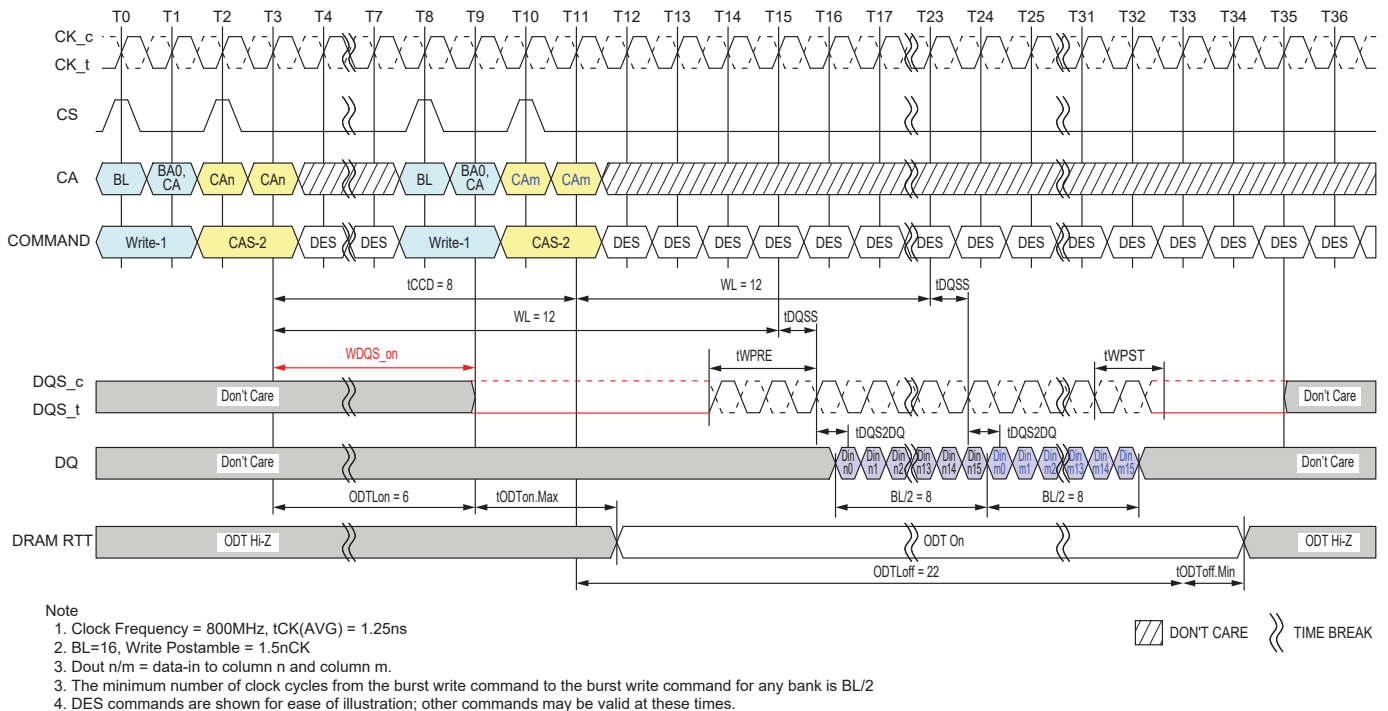 T0 T1 T2 T3 T4 T7 T8 T9 T10 T11 T12 T13 T14 T15 T16 T17 T23 T24 T25 T31 T32 T33 T34 T35 T36
CK_c
CK_t
CS
CA BL BA0, CA CAn CAn BL BA0, CA CAm CAm
COMMAND Write-1 CAS-2 DES DES Write-1 CAS-2 DES DES DES DES DES DES DES DES DES DES DES DES DES DES DES
tCCD = 8 WL = 12 tDQSS
WL = 12 tDQSS
WDQS_on tWPRE tWPST
DQS_c
DQS_t Don't Care Don't Care
tDQS2DQ tDQS2DQ
DQ Don't Care Din n0 Din n1 Din n2 Din n13 Din n14 Din n15 Din m0 Din m1 Din m2 Din m13 Din m14 Din m15 Don't Care
ODTLon = 6 tODTon.Max BL/2 = 8 BL/2 = 8
DRAM RTT ODT Hi-Z ODT On ODT Hi-Z
ODTLoff = 22 tODToff.Min
Note
1. Clock Frequency = 800MHz, tCK(AVG) = 1.25ns
2. BL=16, Write Postamble = 1.5nCK
3. Dout n/m = data-in to column n and column m.
3. The minimum number of clock cycles from the burst write command to the burst write command for any bank is BL/2
4. DES commands are shown for ease of illustration; other commands may be valid at these times.
DON'T CARE TIME BREAK